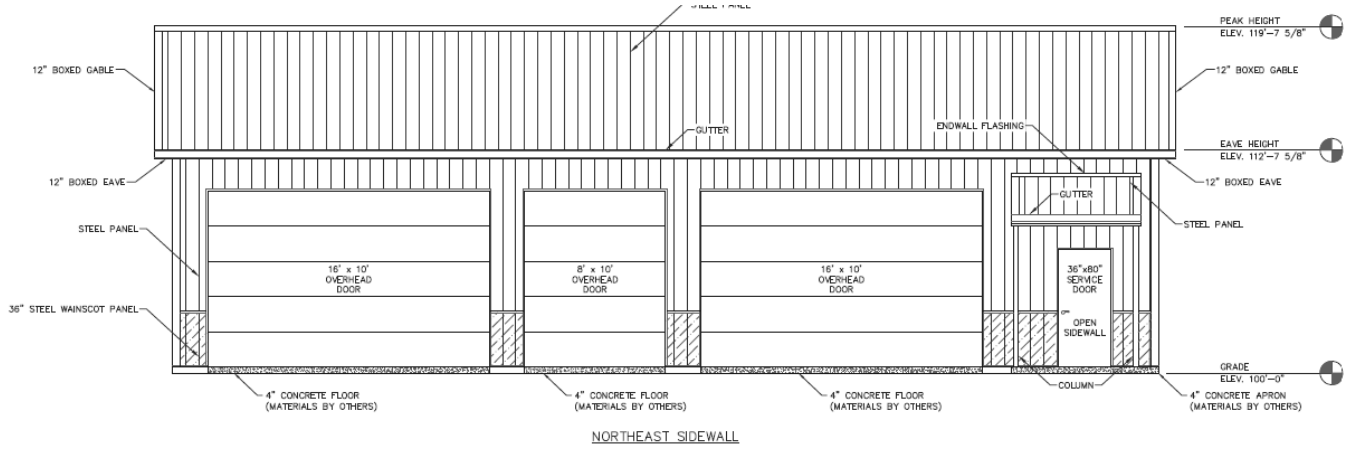 STEEL PANEL
PEAK HEIGHT
ELEV. 119'-7 5/8"
12" BOXED GABLE
12" BOXED GABLE
GUTTER
ENDWALL FLASHING
EAVE HEIGHT
ELEV. 112'-7 5/8"
12" BOXED EAVE
12" BOXED EAVE
GUTTER
STEEL PANEL
STEEL PANEL
16' x 10'
OVERHEAD
DOOR
8' x 10'
OVERHEAD
DOOR
16' x 10'
OVERHEAD
DOOR
36"x80"
SERVICE
DOOR
36" STEEL WAINSCOT PANEL
OPEN
SIDEWALL
GRADE
ELEV. 100'-0"
COLUMN
4" CONCRETE FLOOR
(MATERIALS BY OTHERS)
4" CONCRETE FLOOR
(MATERIALS BY OTHERS)
4" CONCRETE FLOOR
(MATERIALS BY OTHERS)
4" CONCRETE APRON
(MATERIALS BY OTHERS)
NORTHEAST SIDEWALL